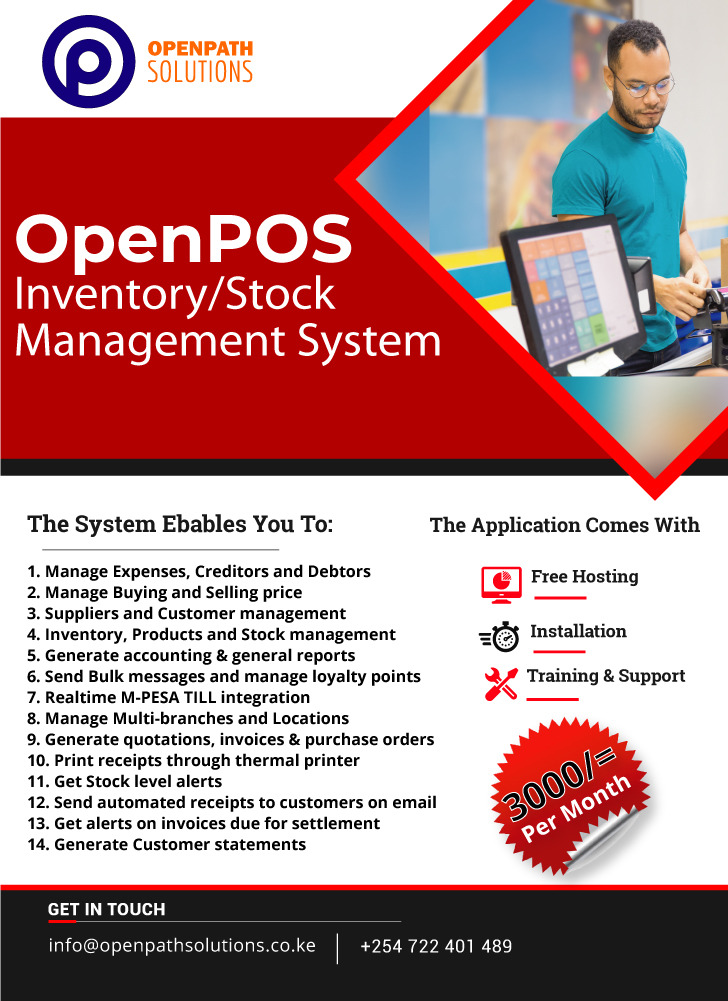 OPENPATH
SOLUTIONS
OpenPOS
Inventory/Stock
Management System
The System Ebables You To:
1. Manage Expenses, Creditors and Debtors
2. Manage Buying and Selling price
3. Suppliers and Customer management
4. Inventory, Products and Stock management
5. Generate accounting & general reports
6. Send Bulk messages and manage loyalty points
7. Realtime M-PESA TILL integration
8. Manage Multi-branches and Locations
9. Generate quotations, invoices & purchase orders
10. Print receipts through thermal printer
11. Get Stock level alerts
12. Send automated receipts to customers on email
13. Get alerts on invoices due for settlement
14. Generate Customer statements
The Application Comes With
Free Hosting
Installation
Training & Support
3000/=
Per Month
GET IN TOUCH
info@openpathsolutions.co.ke
+254 722 401 489